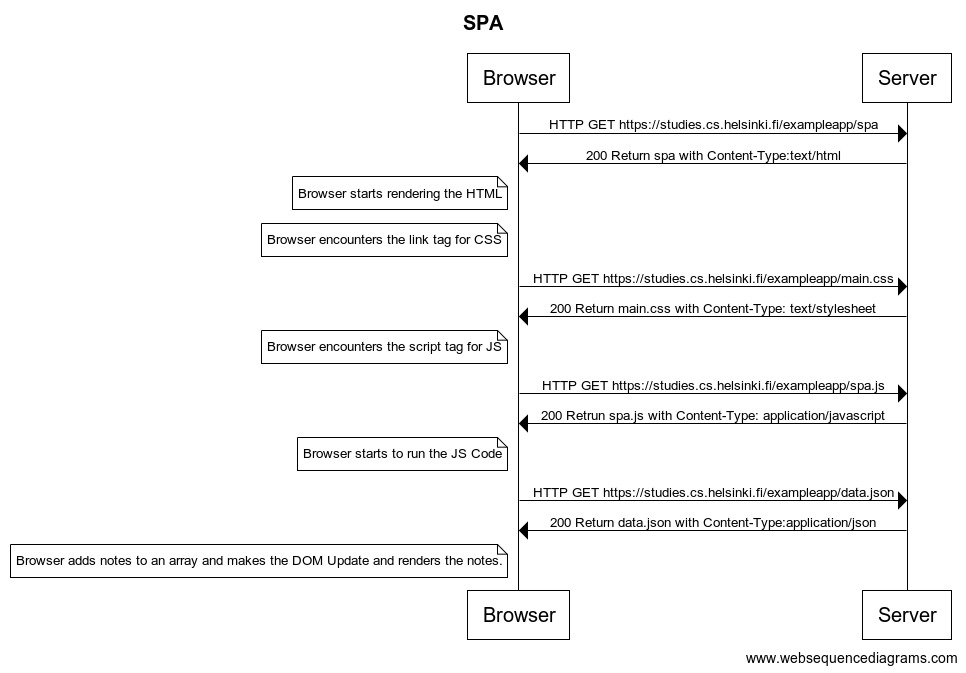 SPA
Browser
Server
HTTP GET https://studies.cs.helsinki.fi/exampleapp/spa
200 Return spa with Content-Type:text/html
Browser starts rendering the HTML
Browser encounters the link tag for CSS
HTTP GET https://studies.cs.helsinki.fi/exampleapp/main.css
200 Return main.css with Content-Type: text/stylesheet
Browser encounters the script tag for JS
HTTP GET https://studies.cs.helsinki.fi/exampleapp/spa.js
200 Retrun spa.js with Content-Type: application/javascript
Browser starts to run the JS Code
HTTP GET https://studies.cs.helsinki.fi/exampleapp/data.json
200 Return data.json with Content-Type:application/json
Browser adds notes to an array and makes the DOM Update and renders the notes.
Browser
Server
www.websequencediagrams.com